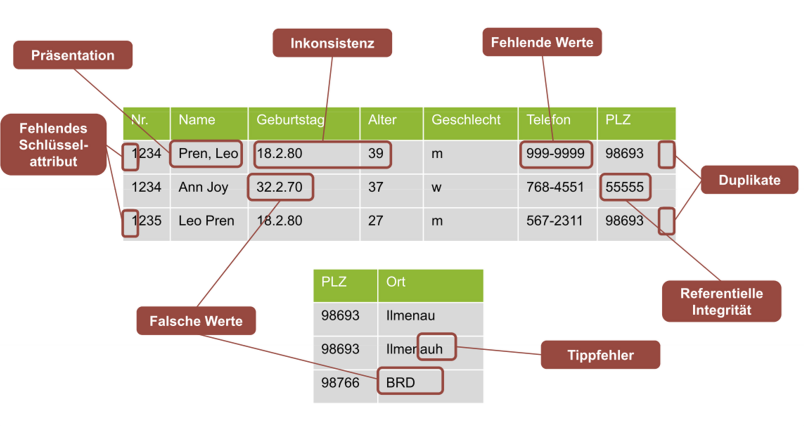 Präsentation
Inkonsistenz
Fehlende Werte
Fehlendes
Schlüssel-
attribut
Nr. Name Geburtstag Alter Geschlecht Telefon PLZ
1234 Pren, Leo 18.2.80 39 m 999-9999 98693
1234 Ann Joy 32.2.70 37 w 768-4551 55555
1235 Leo Pren 18.2.80 27 m 567-2311 98693
Duplikate
Referentielle
Integrität
Falsche Werte
PLZ Ort
98693 Ilmenau
98693 Ilmenauh
98766 BRD
Tippfehler